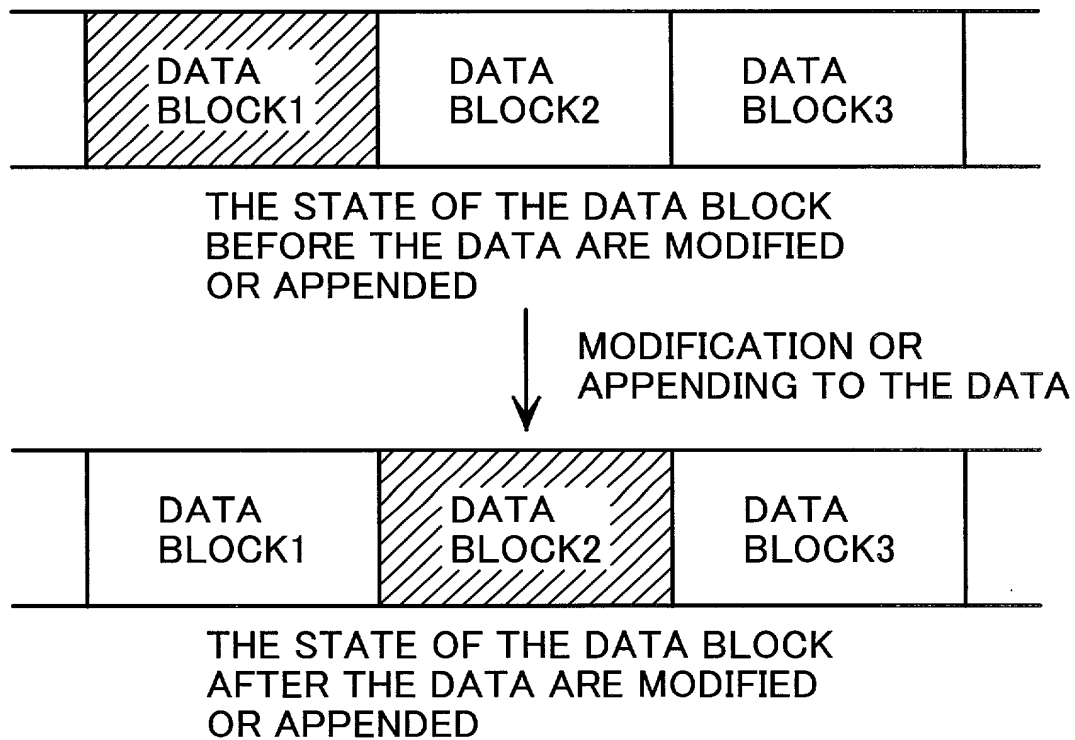 DATA
BLOCK1
DATA
BLOCK2
DATA
BLOCK3
THE STATE OF THE DATA BLOCK
BEFORE THE DATA ARE MODIFIED
OR APPENDED
MODIFICATION OR
APPENDING TO THE DATA
DATA
BLOCK1
DATA
BLOCK2
DATA
BLOCK3
THE STATE OF THE DATA BLOCK
AFTER THE DATA ARE MODIFIED
OR APPENDED